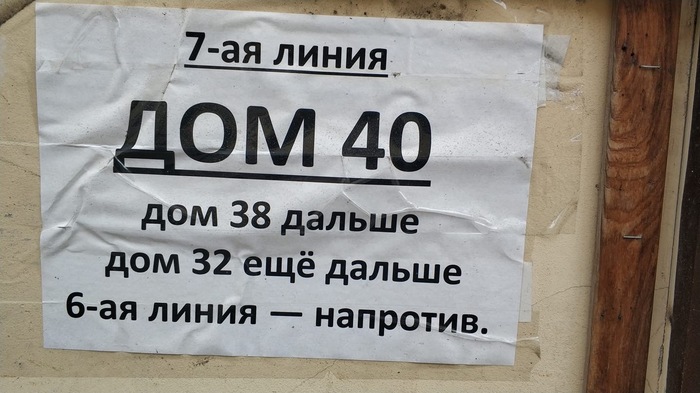 7-ая линия
ДОМ 40
дом 38 дальше
дом 32 ещё дальше
6-ая линия — напротив.